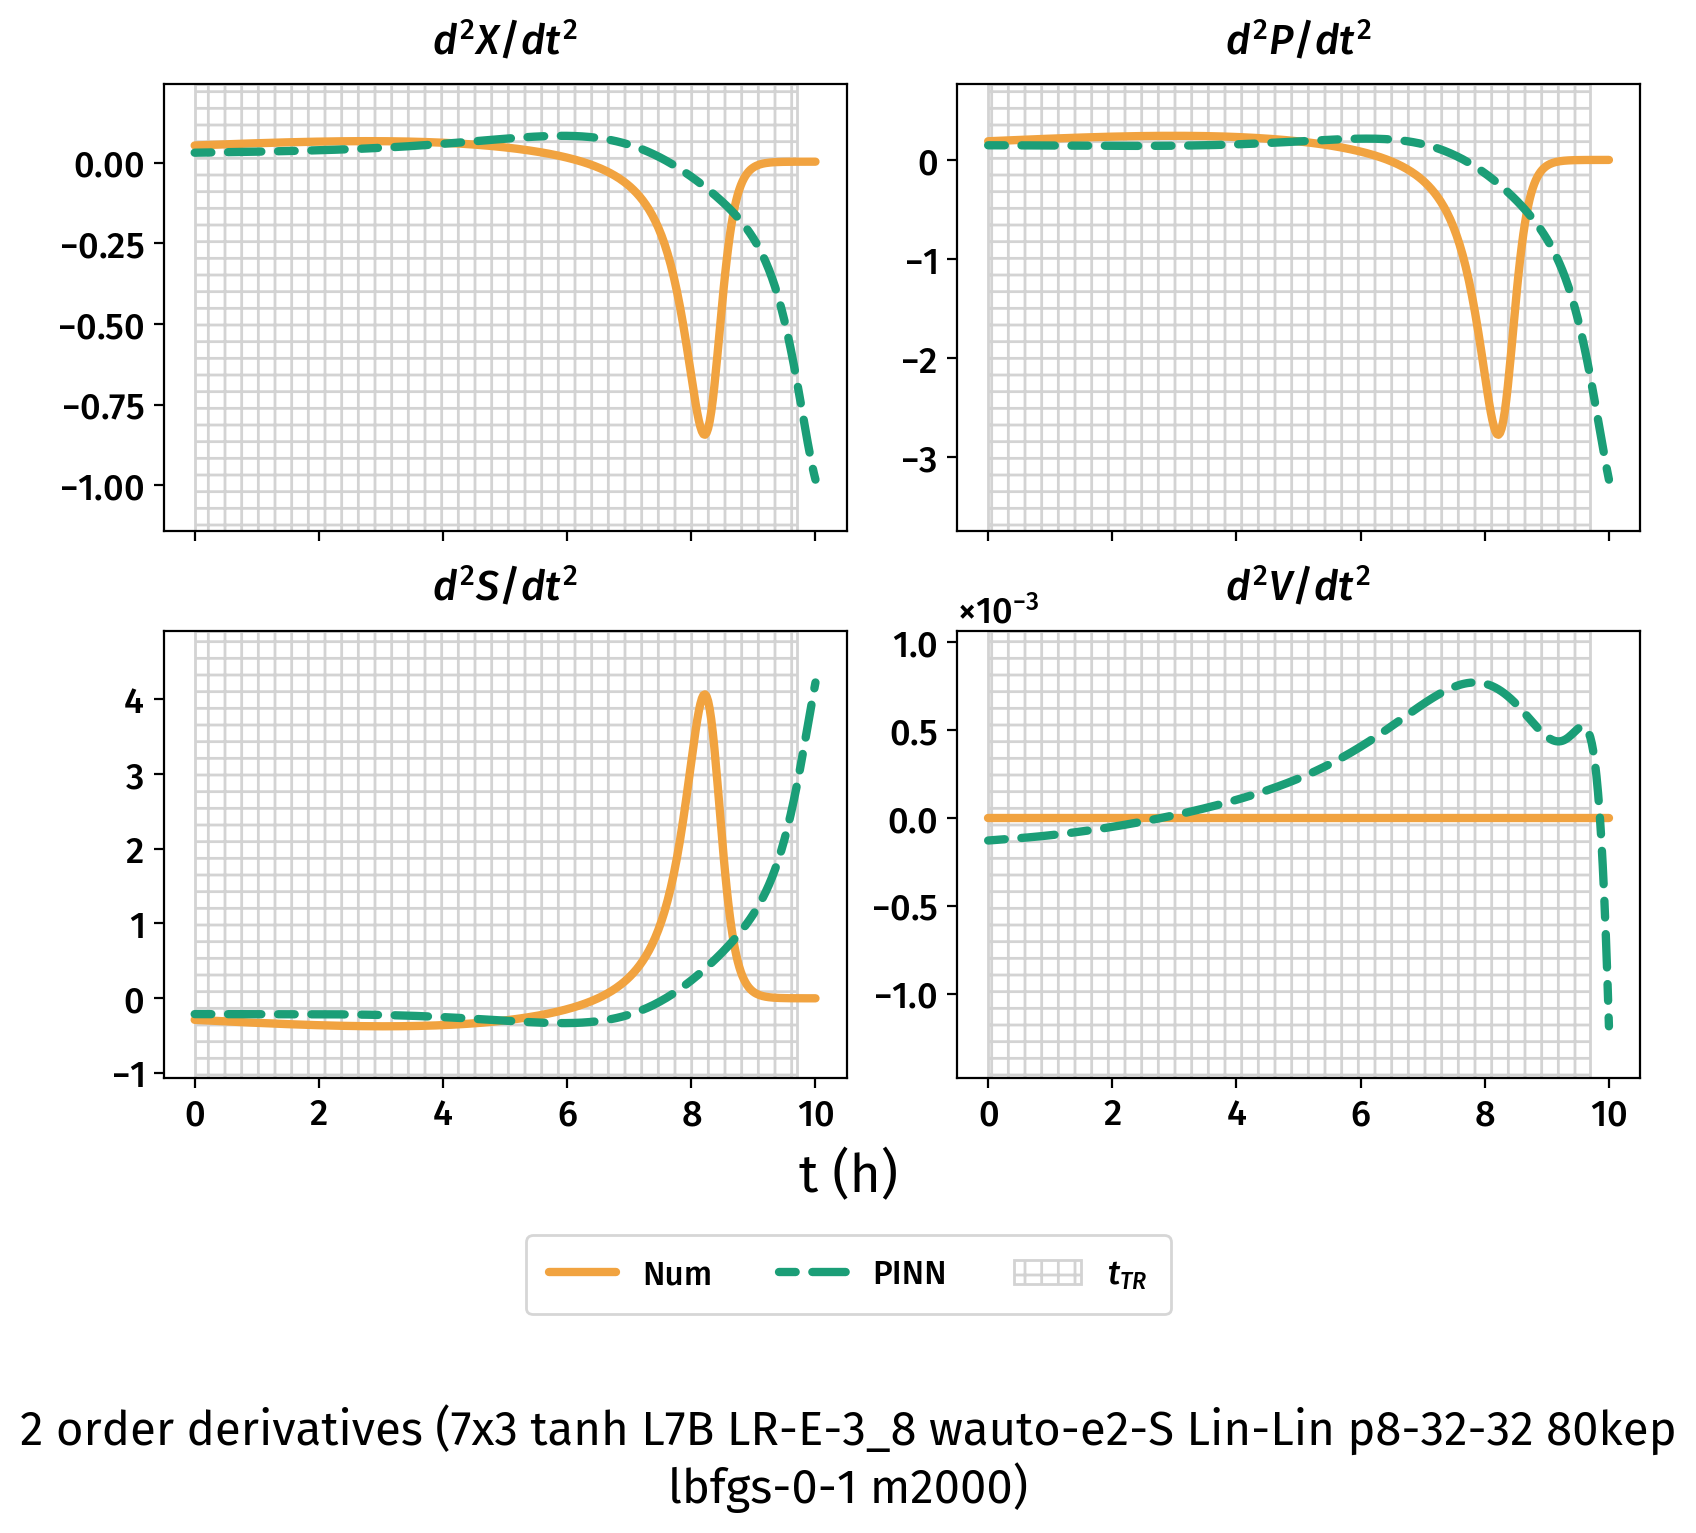 d²X/dt²
d²P/dt²
0.00
−0.25
−0.50
−0.75
−1.00
0
−1
−2
−3
d²S/dt²
d²V/dt²
×10⁻³
4
3
2
1
0
−1
1.0
0.5
0.0
−0.5
−1.0
0 2 4 6 8 10
0 2 4 6 8 10
t (h)
Num PINN t_TR
2 order derivatives (7x3 tanh L7B LR-E-3_8 wauto-e2-S Lin-Lin p8-32-32 80kep
lbfgs-0-1 m2000)